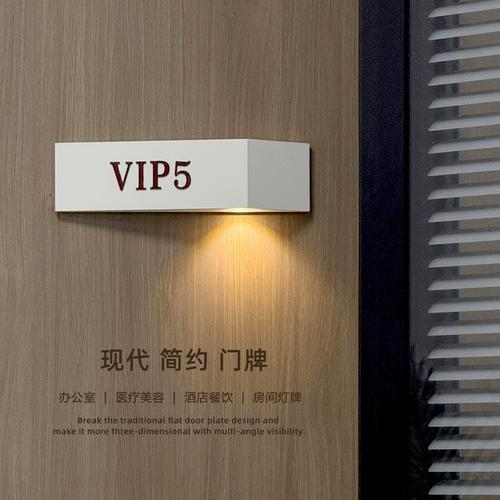 VIP5
现代 简约 门牌
办公室 | 医疗美容 | 酒店餐饮 | 房间灯牌
Break the traditional flat door plate design and
make it more three-dimensional with multi-angle visibility.